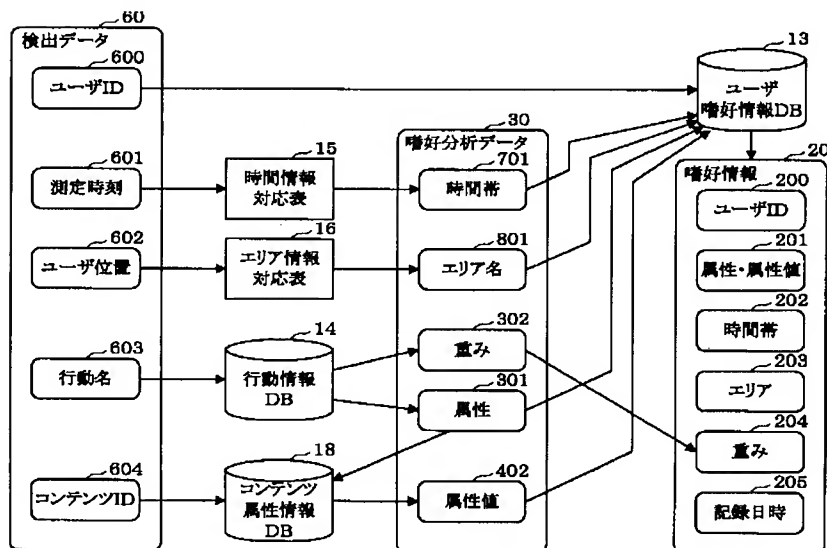 60
検出データ
600
ユーザID
601
測定時刻
602
ユーザ位置
603
行動名
604
コンテンツID
15
時間情報
対応表
16
エリア情報
対応表
14
行動情報
DB
18
コンテンツ
属性情報
DB
30
嗜好分析データ
701
時間帯
801
エリア名
302
重み
301
属性
402
属性値
13
ユーザ
嗜好情報DB
20
嗜好情報
200
ユーザID
201
属性・属性値
202
時間帯
203
エリア
204
重み
205
記録日時